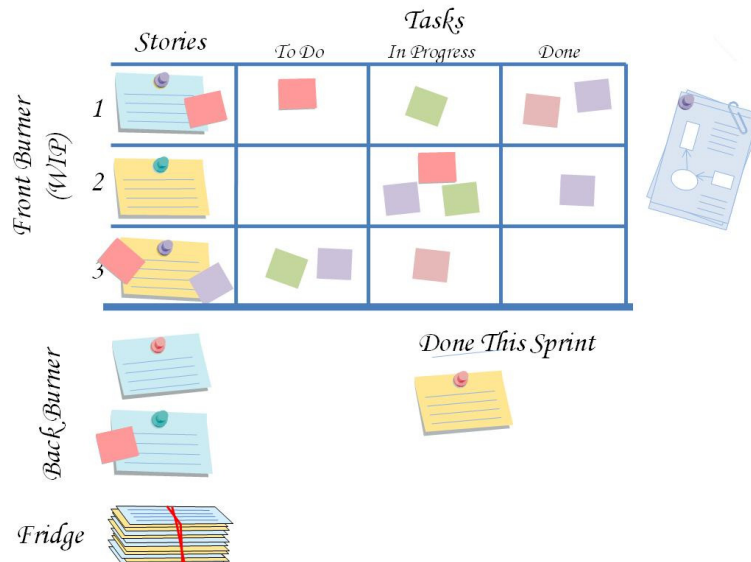 Tasks
Stories
To Do
In Progress
Done
Front Burner
(WIP)
1
2
3
Back Burner
Done This Sprint
Fridge